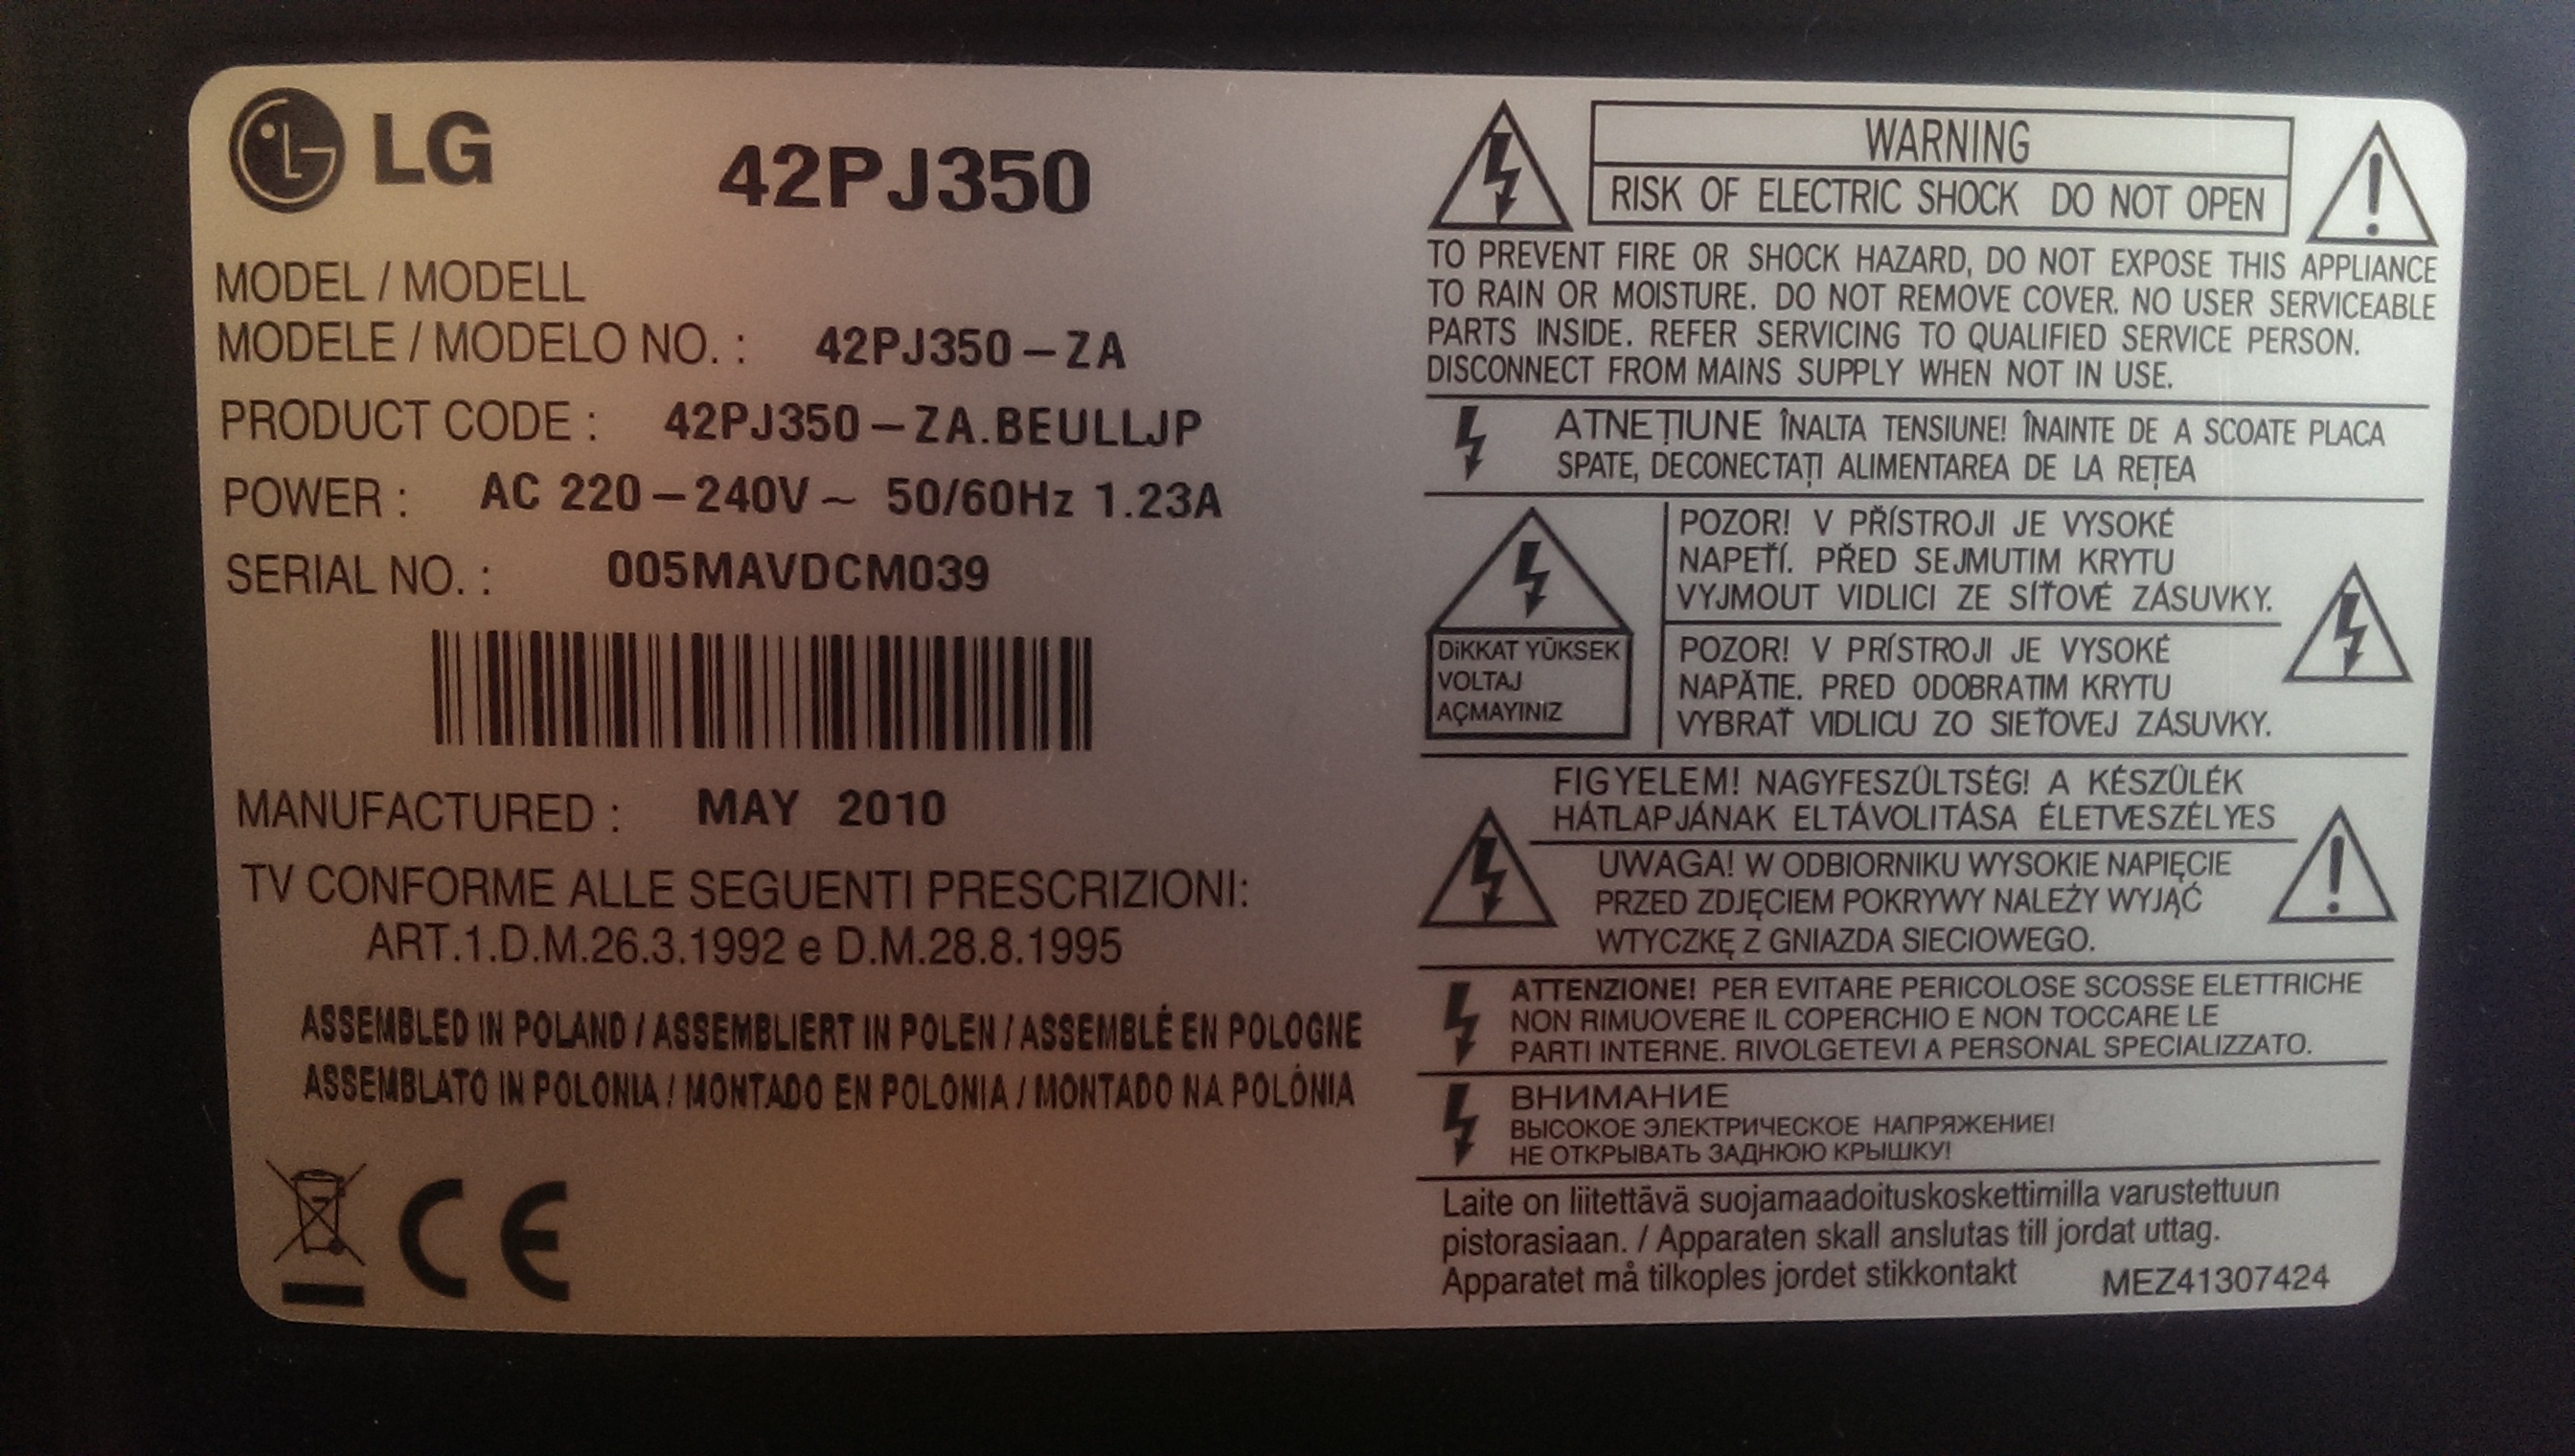 LG
42PJ350
MODEL / MODELL
MODELE / MODELO NO. : 42PJ350-ZA
PRODUCT CODE : 42PJ350-ZA.BEULLJP
POWER : AC 220-240V~ 50/60Hz 1.23A
SERIAL NO. : 005MAVDCM039
MANUFACTURED : MAY 2010
TV CONFORME ALLE SEGUENTI PRESCRIZIONI:
ART.1.D.M.26.3.1992 e D.M.28.8.1995
ASSEMBLED IN POLAND / ASSEMBLIERT IN POLEN / ASSEMBLÉ EN POLOGNE
ASSEMBLATO IN POLONIA / MONTADO EN POLONIA / MONTADO NA POLÓNIA
CE
WARNING
RISK OF ELECTRIC SHOCK DO NOT OPEN
TO PREVENT FIRE OR SHOCK HAZARD, DO NOT EXPOSE THIS APPLIANCE
TO RAIN OR MOISTURE. DO NOT REMOVE COVER. NO USER SERVICEABLE
PARTS INSIDE. REFER SERVICING TO QUALIFIED SERVICE PERSON.
DISCONNECT FROM MAINS SUPPLY WHEN NOT IN USE.
ATNEȚIUNE ÎNALTA TENSIUNE! ÎNAINTE DE A SCOATE PLACA
SPATE, DECONECTAȚI ALIMENTAREA DE LA REȚEA
DiKKAT YÜKSEK
VOLTAJ
AÇMAYINIZ
POZOR! V PŘÍSTROJI JE VYSOKÉ
NAPEŤÍ. PŘED SEJMUTIM KRYTU
VYJMOUT VIDLICI ZE SÍŤOVÉ ZÁSUVKY.
POZOR! V PRÍSTROJI JE VYSOKÉ
NAPÄTIE. PRED ODOBRATIM KRYTU
VYBRAŤ VIDLICU ZO SIEŤOVEJ ZÁSUVKY.
FIGYELEM! NAGYFESZÜLTSÉG! A KÉSZÜLÉK
HÁTLAPJÁNAK ELTÁVOLITÁSA ÉLETVESZÉLYES
UWAGA! W ODBIORNIKU WYSOKIE NAPIĘCIE
PRZED ZDJĘCIEM POKRYWY NALEŻY WYJĄĆ
WTYCZKĘ Z GNIAZDA SIECIOWEGO.
ATTENZIONE! PER EVITARE PERICOLOSE SCOSSE ELETTRICHE
NON RIMUOVERE IL COPERCHIO E NON TOCCARE LE
PARTI INTERNE. RIVOLGETEVI A PERSONAL SPECIALIZZATO.
ВНИМАНИЕ
ВЫСОКОЕ ЭЛЕКТРИЧЕСКОЕ НАПРЯЖЕНИЕ!
НЕ ОТКРЫВАТЬ ЗАДНЮЮ КРЫШКУ!
Laite on liitettävä suojamaadoituskoskettimilla varustettuun
pistorasiaan. / Apparaten skall anslutas till jordat uttag.
Apparatet må tilkoples jordet stikkontakt MEZ41307424